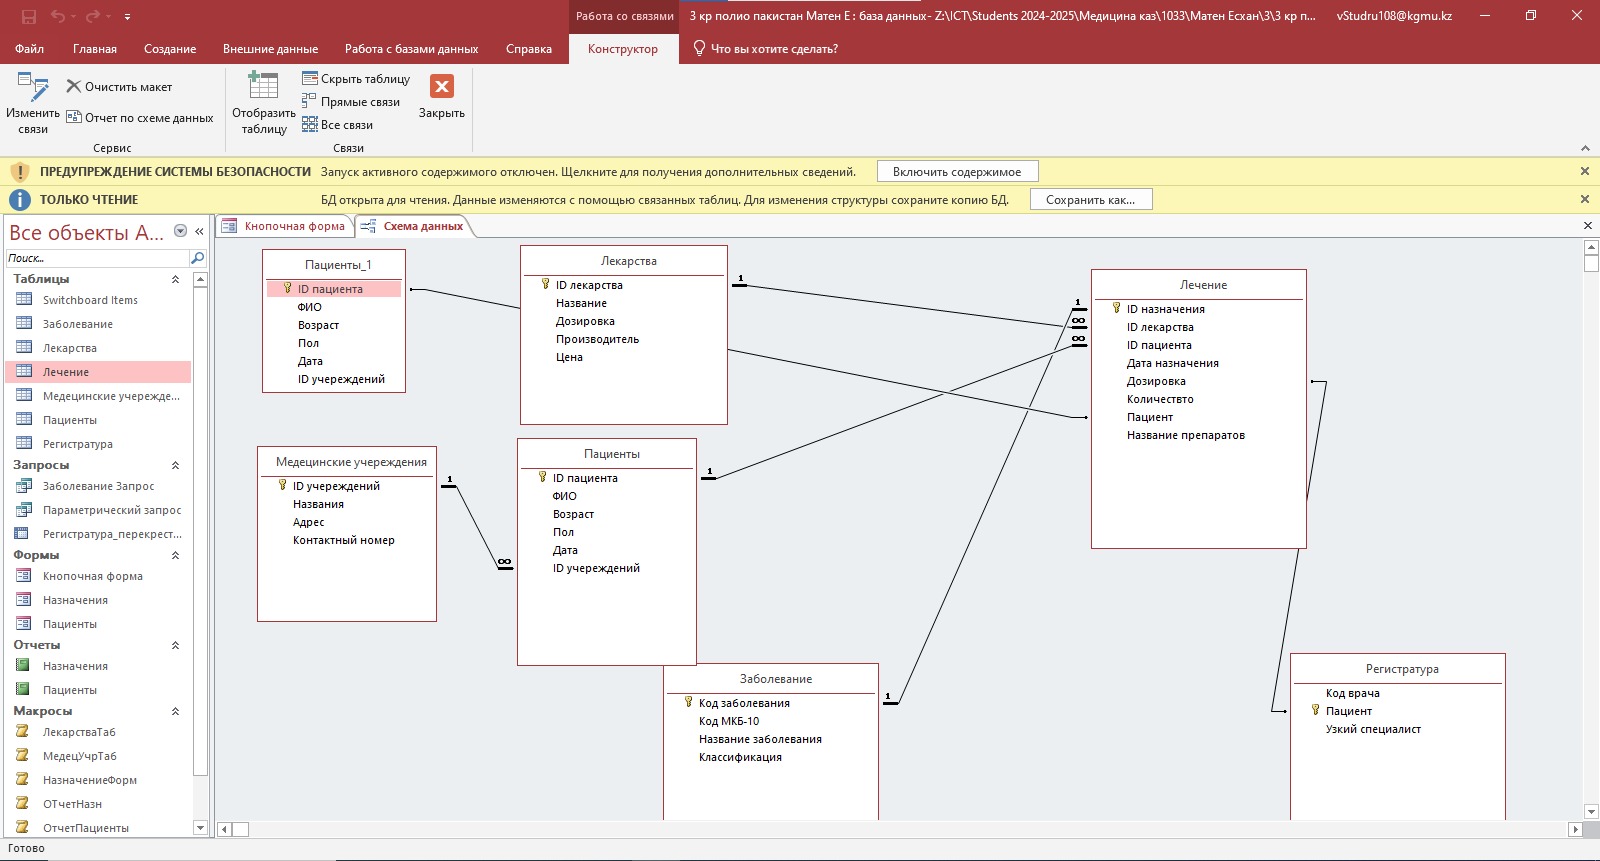 Работа со связями
3 кр полио пакистан Матен Е : база данных- Z:\ICT\Students 2024-2025\Медицина каз\1033\Матен Есхан\3\3 кр п...
vStudru108@kgmu.kz
Файл
Главная
Создание
Внешние данные
Работа с базами данных
Справка
Конструктор
Что вы хотите сделать?
Изменить связи
Очистить макет
Отчет по схеме данных
Сервис
Отобразить таблицу
Скрыть таблицу
Прямые связи
Все связи
Связи
Закрыть
ПРЕДУПРЕЖДЕНИЕ СИСТЕМЫ БЕЗОПАСНОСТИ Запуск активного содержимого отключен. Щелкните для получения дополнительных сведений. Включить содержимое
ТОЛЬКО ЧТЕНИЕ БД открыта для чтения. Данные изменяются с помощью связанных таблиц. Для изменения структуры сохраните копию БД. Сохранить как...
Все объекты A...
Поиск...
Таблицы
Switchboard Items
Заболевание
Лекарства
Лечение
Медецинские учережде...
Пациенты
Регистратура
Запросы
Заболевание Запрос
Параметрический запрос
Регистратура_перекрест...
Формы
Кнопочная форма
Назначения
Пациенты
Отчеты
Назначения
Пациенты
Макросы
ЛекарстваТаб
МедецУчрТаб
НазначениеФорм
ОТчетНазн
ОтчетПациенты
Кнопочная форма
Схема данных
Пациенты_1
ID пациента
ФИО
Возраст
Пол
Дата
ID учереждений
Лекарства
ID лекарства
Название
Дозировка
Производитель
Цена
1
Лечение
ID назначения
ID лекарства
ID пациента
Дата назначения
Дозировка
Количествто
Пациент
Название препаратов
1
∞
∞
Медецинские учереждения
ID учереждений
Названия
Адрес
Контактный номер
1
∞
Пациенты
ID пациента
ФИО
Возраст
Пол
Дата
ID учереждений
1
Заболевание
Код заболевания
Код МКБ-10
Название заболевания
Классификация
1
Регистратура
Код врача
Пациент
Узкий специалист
Готово